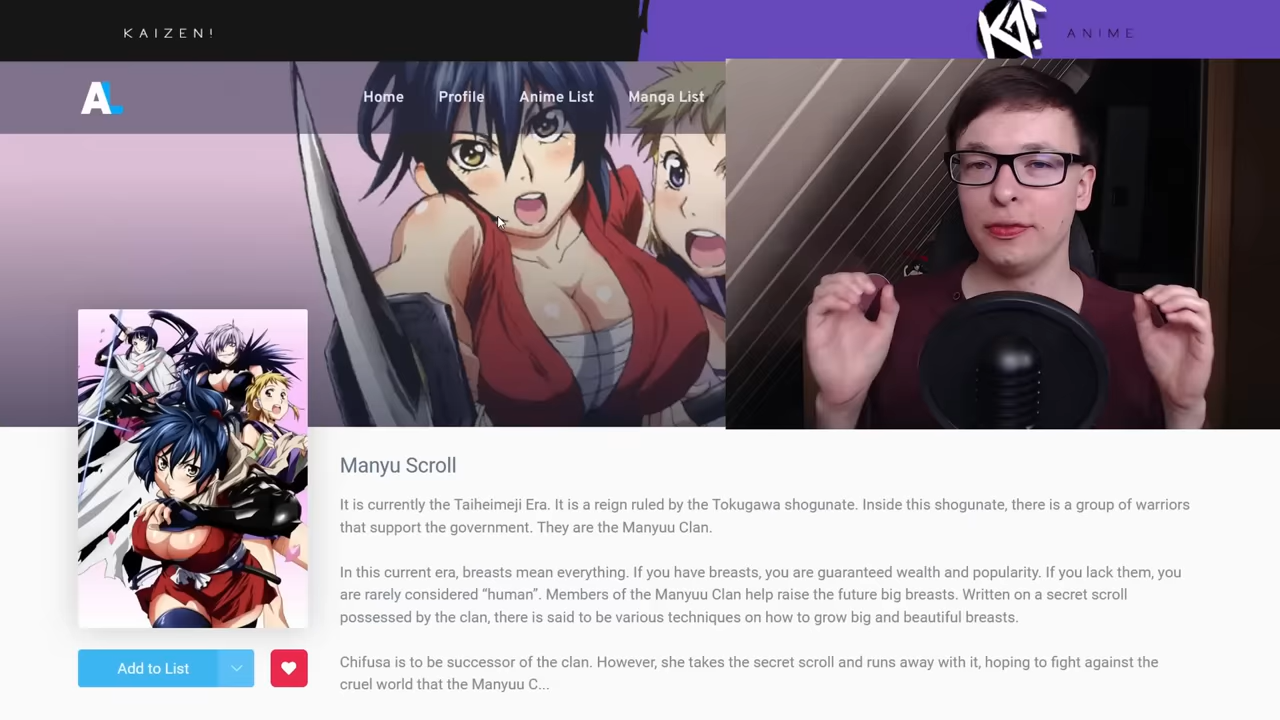 KAIZEN!
KA!
ANIME
AL
Home
Profile
Anime List
Manga List
Manyu Scroll
It is currently the Taiheimeji Era. It is a reign ruled by the Tokugawa shogunate. Inside this shogunate, there is a group of warriors
that support the government. They are the Manyuu Clan.
In this current era, breasts mean everything. If you have breasts, you are guaranteed wealth and popularity. If you lack them, you
are rarely considered “human”. Members of the Manyuu Clan help raise the future big breasts. Written on a secret scroll
possessed by the clan, there is said to be various techniques on how to grow big and beautiful breasts.
Chifusa is to be successor of the clan. However, she takes the secret scroll and runs away with it, hoping to fight against the
cruel world that the Manyuu C...
Add to List